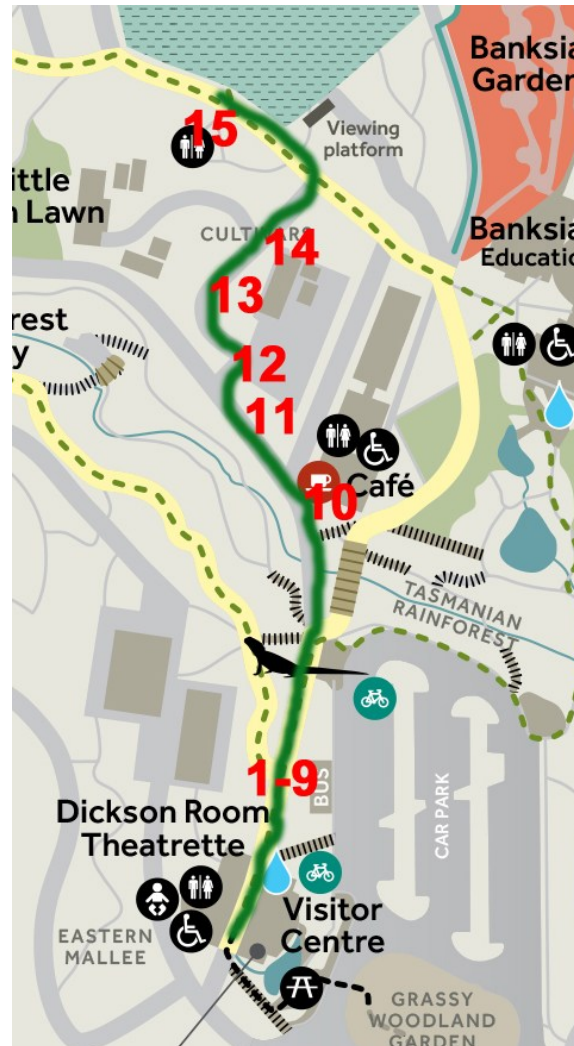 Banksia
Garden
15
Viewing
platform
ittle
n Lawn
CULTIVARS
14
Banksia
Educatio
13
rest
y
12
11
Café
10
TASMANIAN
RAINFOREST
1-9
BUS
CAR PARK
Dickson Room
Theatrette
Visitor
Centre
EASTERN
MALLEE
GRASSY
WOODLAND
GARDEN